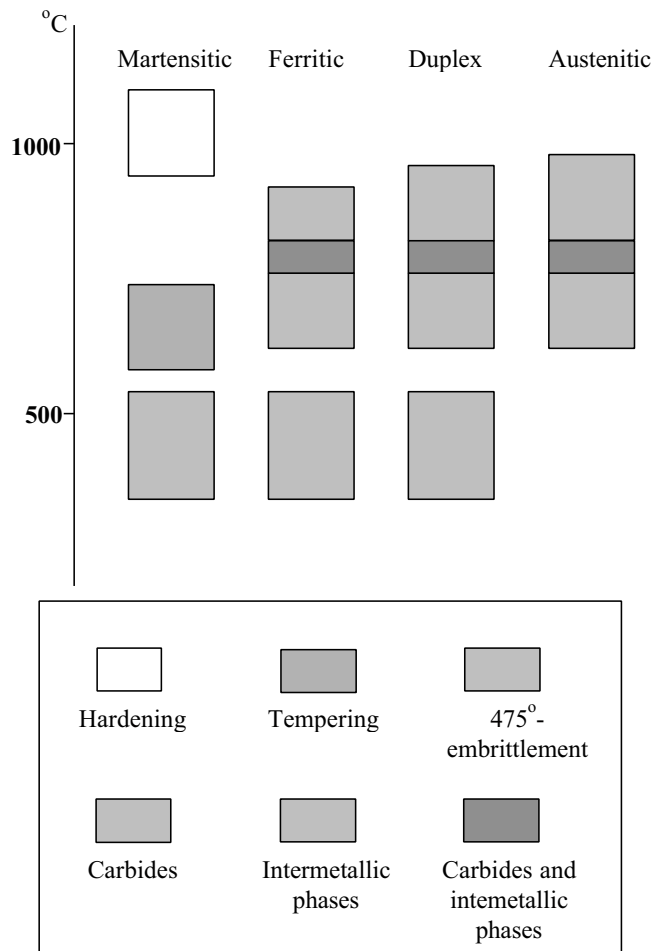 °C
Martensitic Ferritic Duplex Austenitic
1000
500
Hardening Tempering 475°-
embrittlement
Carbides Intermetallic
phases
Carbides and
intemetallic
phases